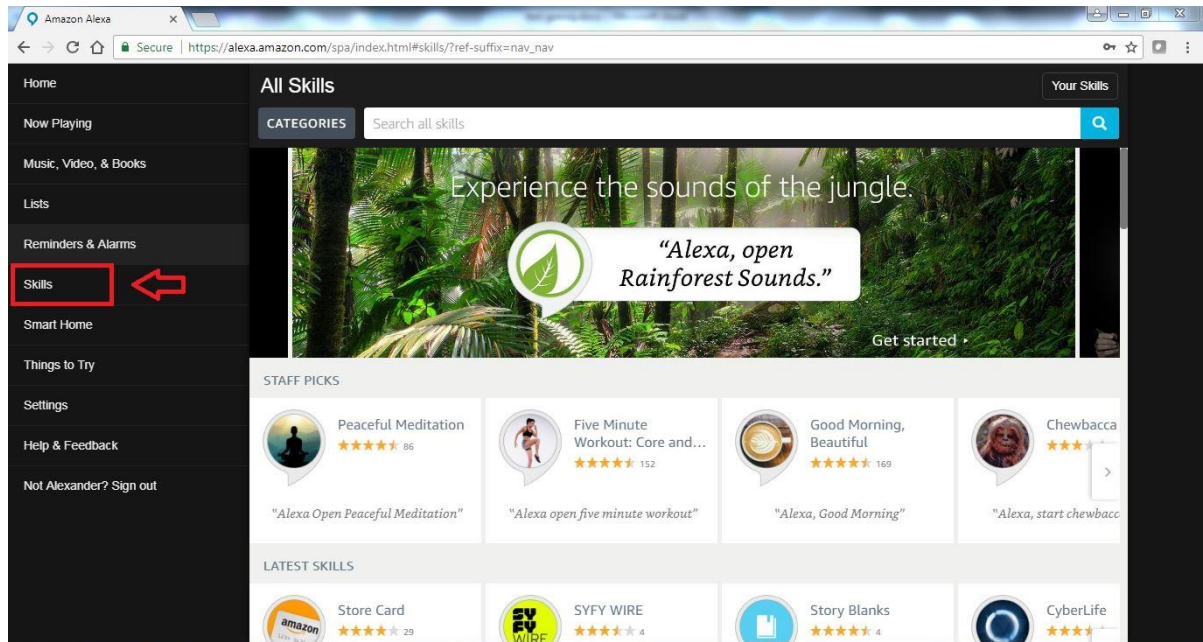 Amazon Alexa
Secure | https://alexa.amazon.com/spa/index.html#skills/?ref-suffix=nav_nav
Home
Now Playing
Music, Video, & Books
Lists
Reminders & Alarms
Skills
Smart Home
Things to Try
Settings
Help & Feedback
Not Alexander? Sign out
All Skills
Your Skills
CATEGORIES
Search all skills
Experience the sounds of the jungle.
“Alexa, open
Rainforest Sounds.”
Get started
STAFF PICKS
Peaceful Meditation
86
"Alexa Open Peaceful Meditation"
Five Minute
Workout: Core and...
152
"Alexa open five minute workout"
Good Morning,
Beautiful
169
"Alexa, Good Morning"
Chewbacca
"Alexa, start chewbacc
LATEST SKILLS
amazon
Store Card
29
SYFY
WIRE
SYFY WIRE
4
Story Blanks
4
CyberLife